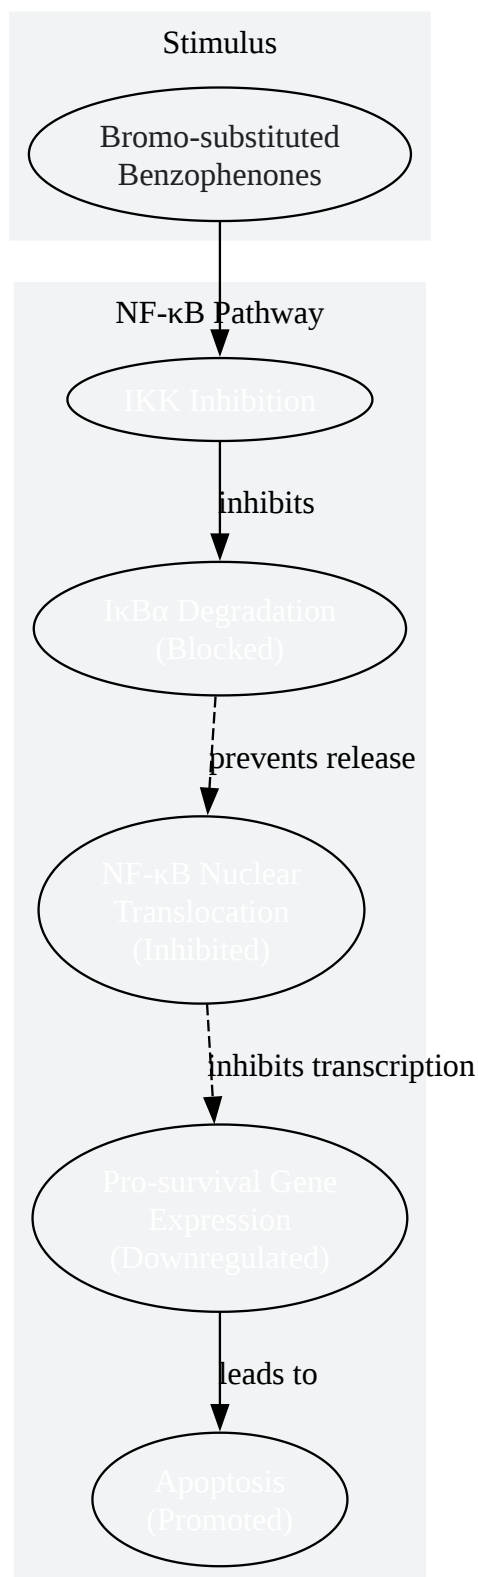 Stimulus
Bromo-substituted
Benzophenones
NF-κB Pathway
IKK Inhibition
inhibits
IκBα Degradation
(Blocked)
prevents release
NF-κB Nuclear
Translocation
(Inhibited)
inhibits transcription
Pro-survival Gene
Expression
(Downregulated)
leads to
Apoptosis
(Promoted)